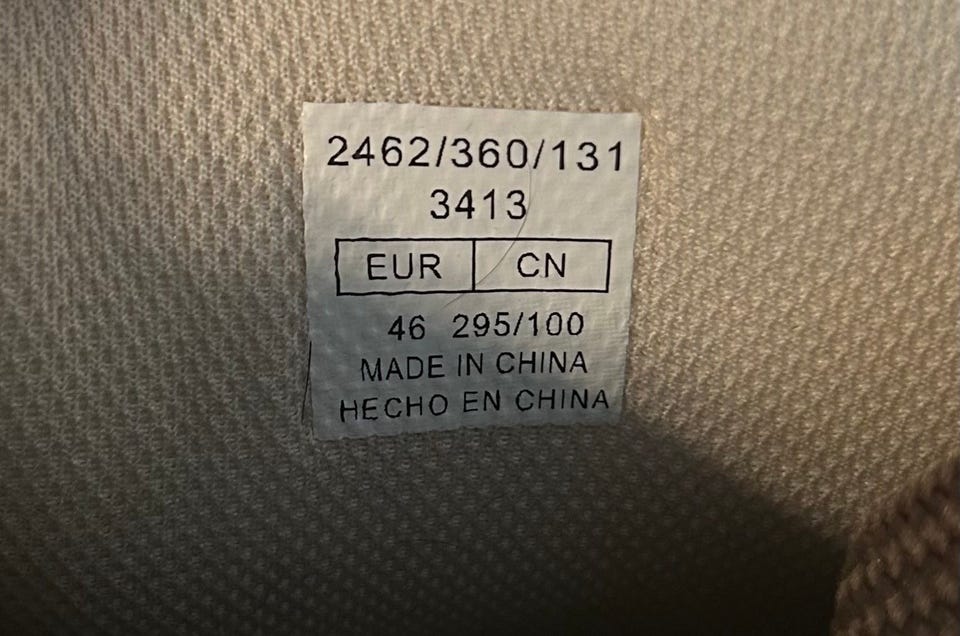 2462/360/131
3413
EUR CN
46 295/100
MADE IN CHINA
HECHO EN CHINA